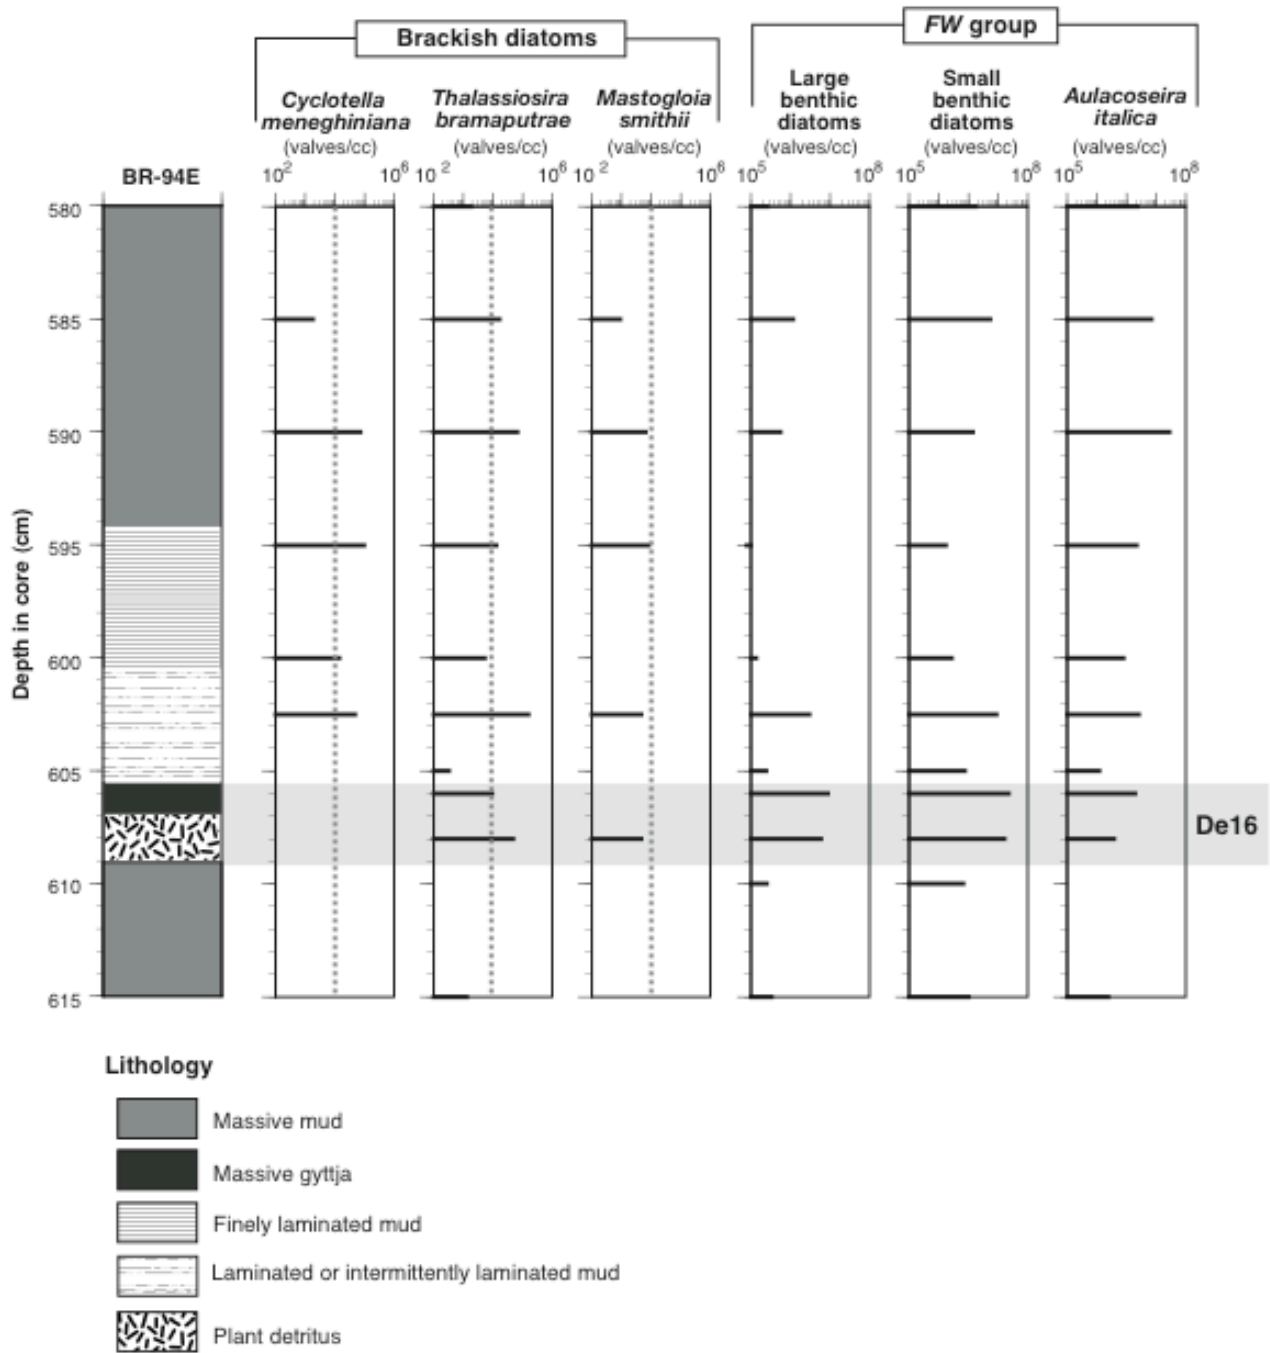 Brackish diatoms
FW group
Cyclotella
meneghiniana
(valves/cc)
Thalassiosira
bramaputrae
(valves/cc)
Mastogloia
smithii
(valves/cc)
Large
benthic
diatoms
(valves/cc)
Small
benthic
diatoms
(valves/cc)
Aulacoseira
italica
(valves/cc)
BR-94E
10² 10⁶ 10² 10⁶ 10² 10⁶ 10⁵ 10⁸ 10⁵ 10⁸ 10⁵ 10⁸
580
585
590
595
600
605
610
615
Depth in core (cm)
De16
Lithology
Massive mud
Massive gyttja
Finely laminated mud
Laminated or intermittently laminated mud
Plant detritus